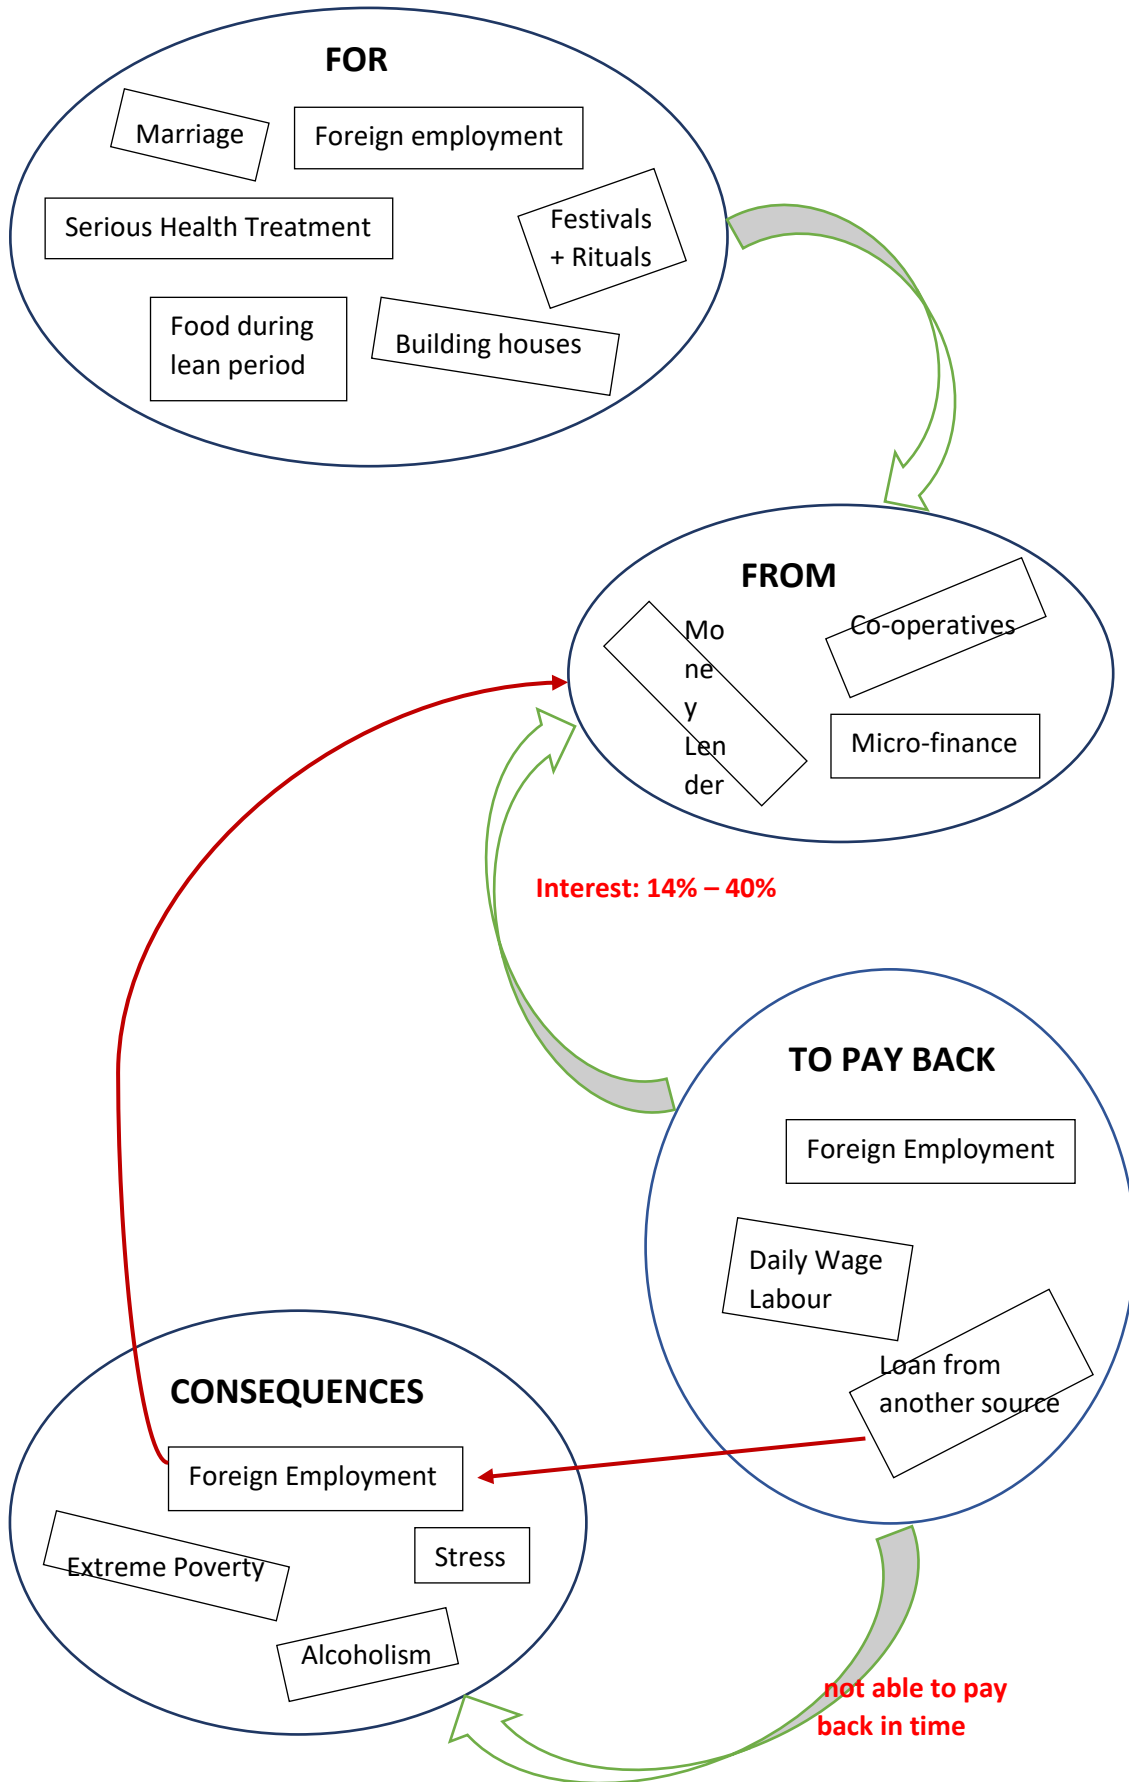 FOR
Marriage
Foreign employment
Serious Health Treatment
Festivals
+ Rituals
Food during
lean period
Building houses
FROM
Mo
ne
y
Len
der
Co-operatives
Micro-finance
Interest: 14% – 40%
TO PAY BACK
Foreign Employment
Daily Wage
Labour
Loan from
another source
CONSEQUENCES
Foreign Employment
Stress
Extreme Poverty
Alcoholism
not able to pay
back in time